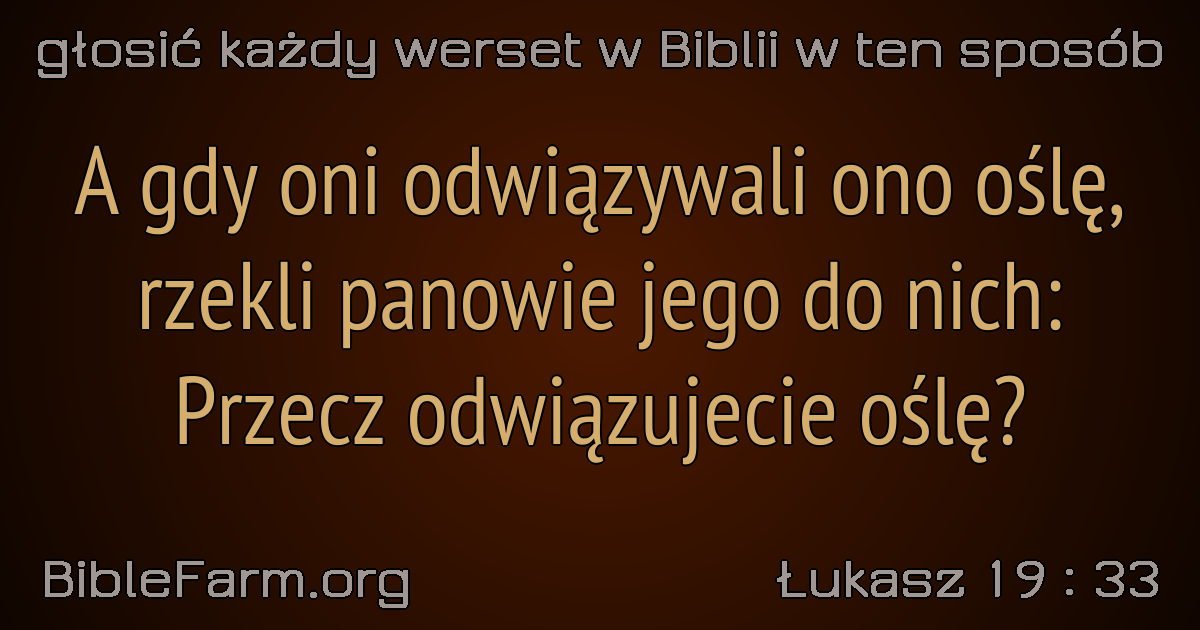 głosić każdy werset w Biblii w ten sposób
A gdy oni odwiązywali ono oślę,
rzekli panowie jego do nich:
Przecz odwiązujecie oślę?
BibleFarm.org
Łukasz 19 : 33